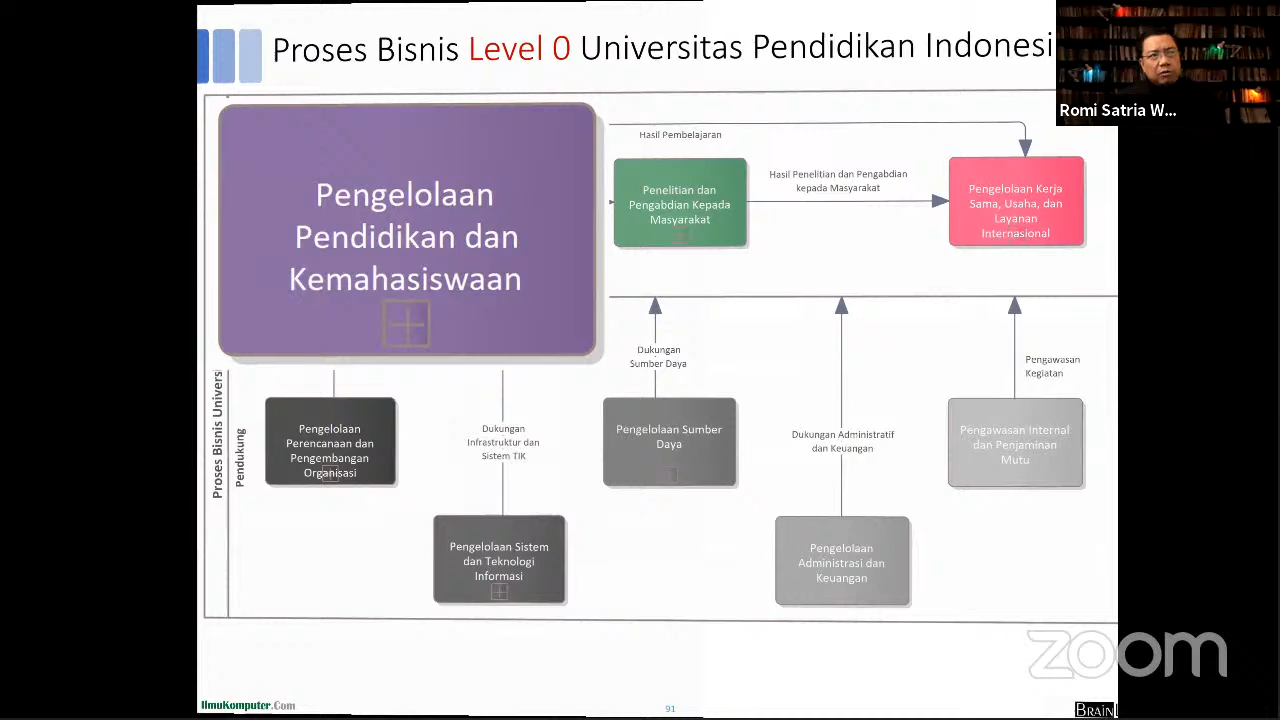 Proses Bisnis Level 0 Universitas Pendidikan Indonesi
Romi Satria W...
Pengelolaan
Pendidikan dan
Kemahasiswaan
Hasil Pembelajaran
Penelitian dan
Pengabdian Kepada
Masyarakat
Hasil Penelitian dan Pengabdian
kepada Masyarakat
Pengelolaan Kerja
Sama, Usaha, dan
Layanan
Internasional
Proses Bisnis Univers
Pendukung
Pengelolaan
Perencanaan dan
Pengembangan
Organisasi
Dukungan
Infrastruktur dan
Sistem TIK
Pengelolaan Sistem
dan Teknologi
Informasi
Dukungan
Sumber Daya
Pengelolaan Sumber
Daya
Dukungan Administratif
dan Keuangan
Pengelolaan
Administrasi dan
Keuangan
Pengawasan
Kegiatan
Pengawasan Internal
dan Penjaminan
Mutu
zoom
IlmuKomputer.Com
91
BRAIN